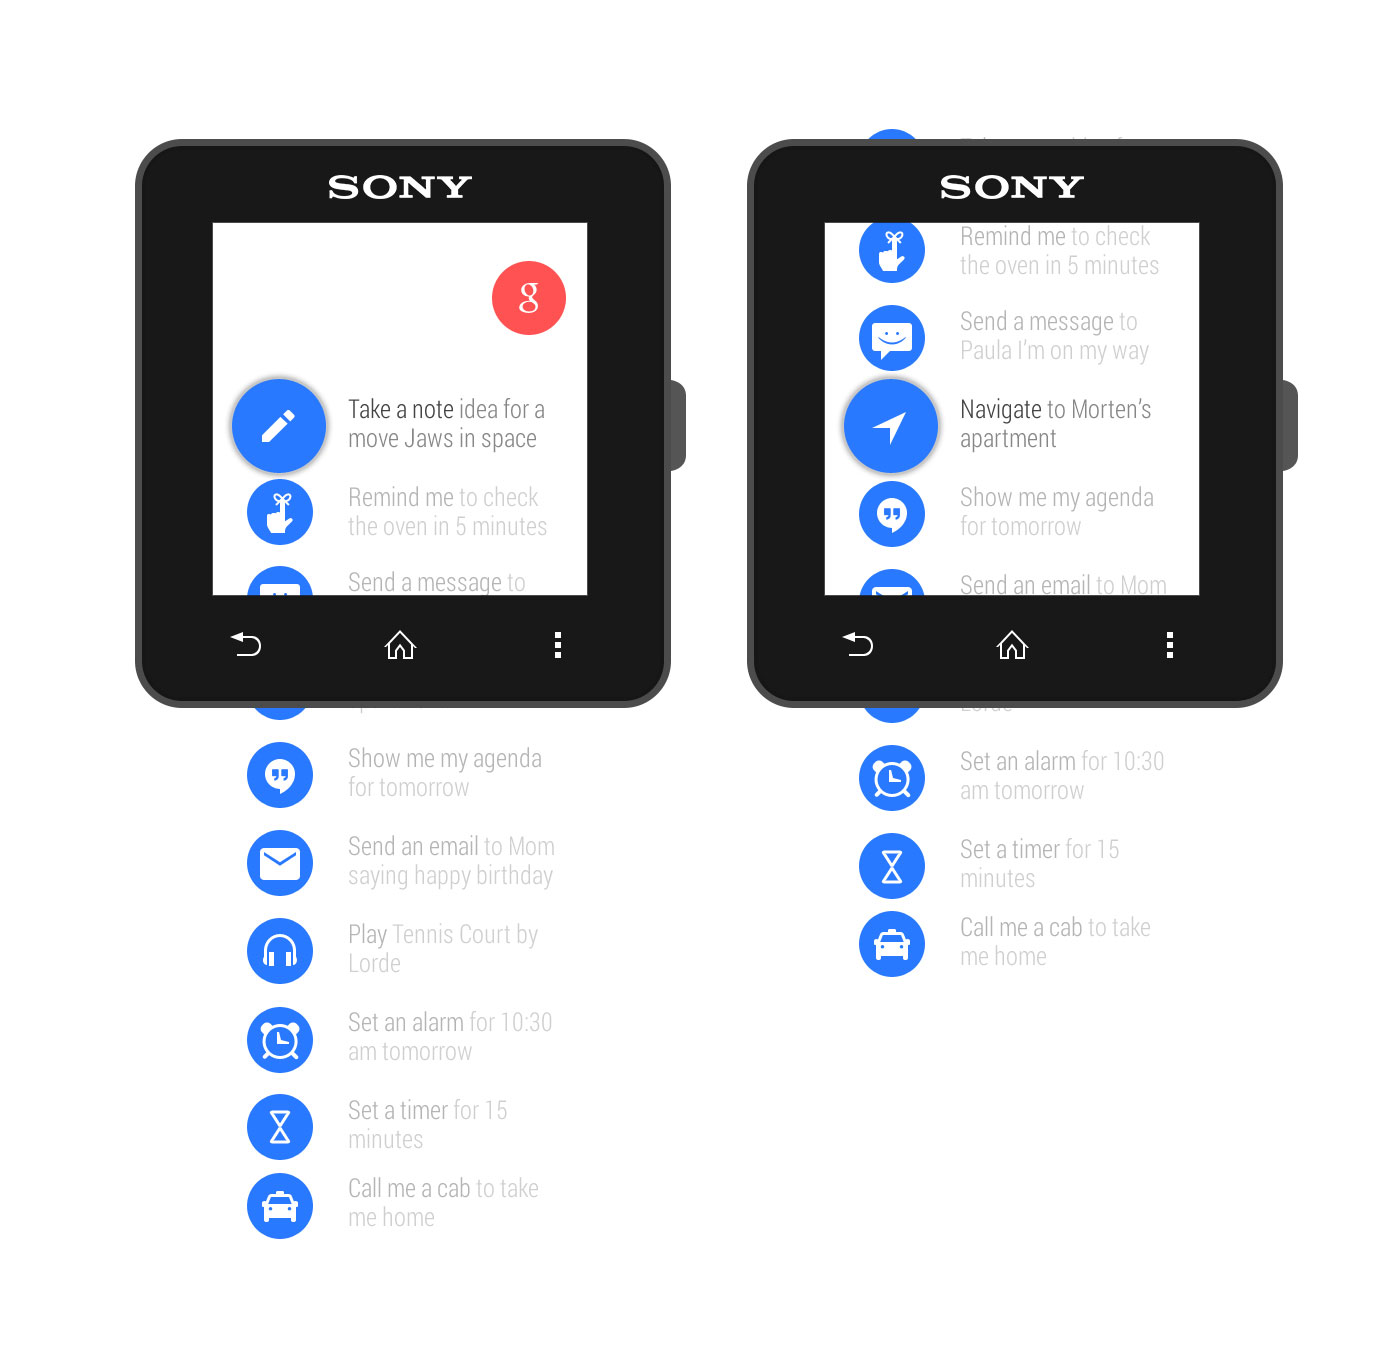 SONY
g
Take a note idea for a
move Jaws in space
Remind me to check
the oven in 5 minutes
Send a message to
Show me my agenda
for tomorrow
Send an email to Mom
saying happy birthday
Play Tennis Court by
Lorde
Set an alarm for 10:30
am tomorrow
Set a timer for 15
minutes
Call me a cab to take
me home
SONY
Remind me to check
the oven in 5 minutes
Send a message to
Paula I'm on my way
Navigate to Morten's
apartment
Show me my agenda
for tomorrow
Send an email to Mom
Lorde
Set an alarm for 10:30
am tomorrow
Set a timer for 15
minutes
Call me a cab to take
me home